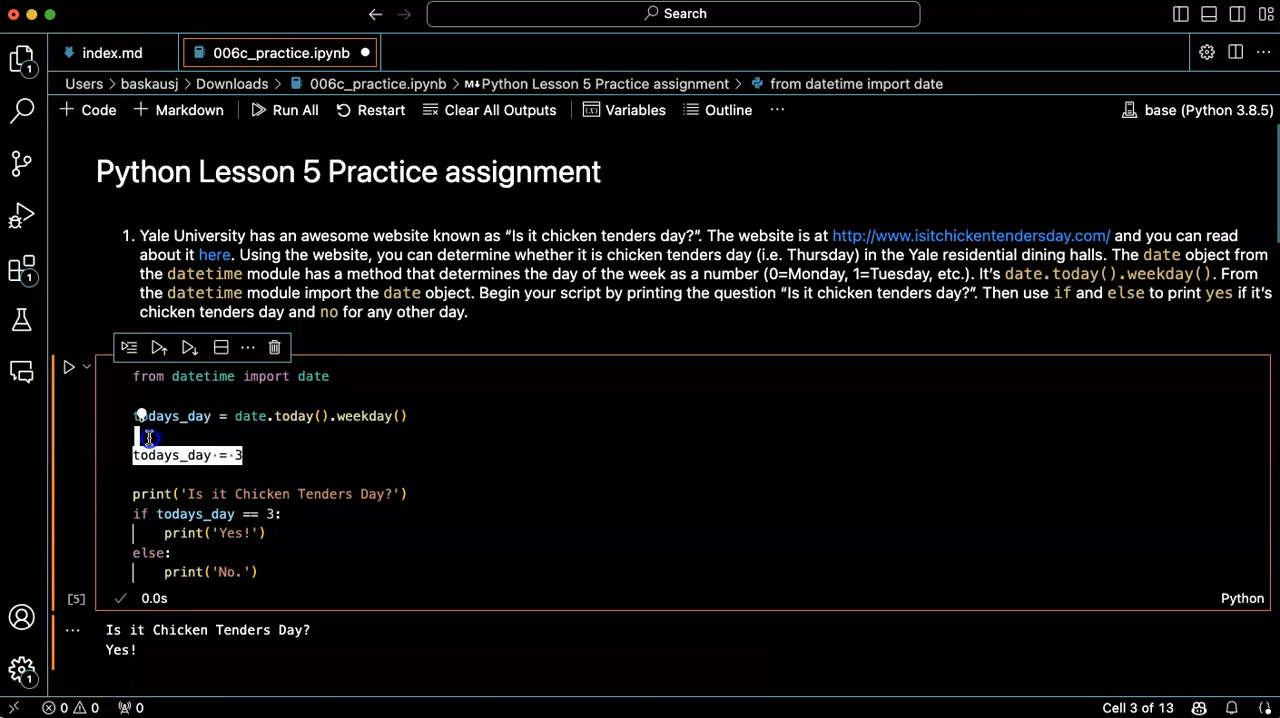 Search
index.md
006c_practice.ipynb
Users > baskausj > Downloads > 006c_practice.ipynb > M↓Python Lesson 5 Practice assignment > from datetime import date
+ Code + Markdown Run All Restart Clear All Outputs Variables Outline ... base (Python 3.8.5)
Python Lesson 5 Practice assignment
1. Yale University has an awesome website known as “Is it chicken tenders day?”. The website is at http://www.isitchickentendersday.com/ and you can read
about it here. Using the website, you can determine whether it is chicken tenders day (i.e. Thursday) in the Yale residential dining halls. The date object from
the datetime module has a method that determines the day of the week as a number (0=Monday, 1=Tuesday, etc.). It’s date.today().weekday(). From
the datetime module import the date object. Begin your script by printing the question “Is it chicken tenders day?”. Then use if and else to print yes if it’s
chicken tenders day and no for any other day.
from datetime import date
todays_day = date.today().weekday()
todays_day = 3
print('Is it Chicken Tenders Day?')
if todays_day == 3:
print('Yes!')
else:
print('No.')
[5] ✓ 0.0s Python
Is it Chicken Tenders Day?
Yes!
1
1
1
0 0 0 Cell 3 of 13